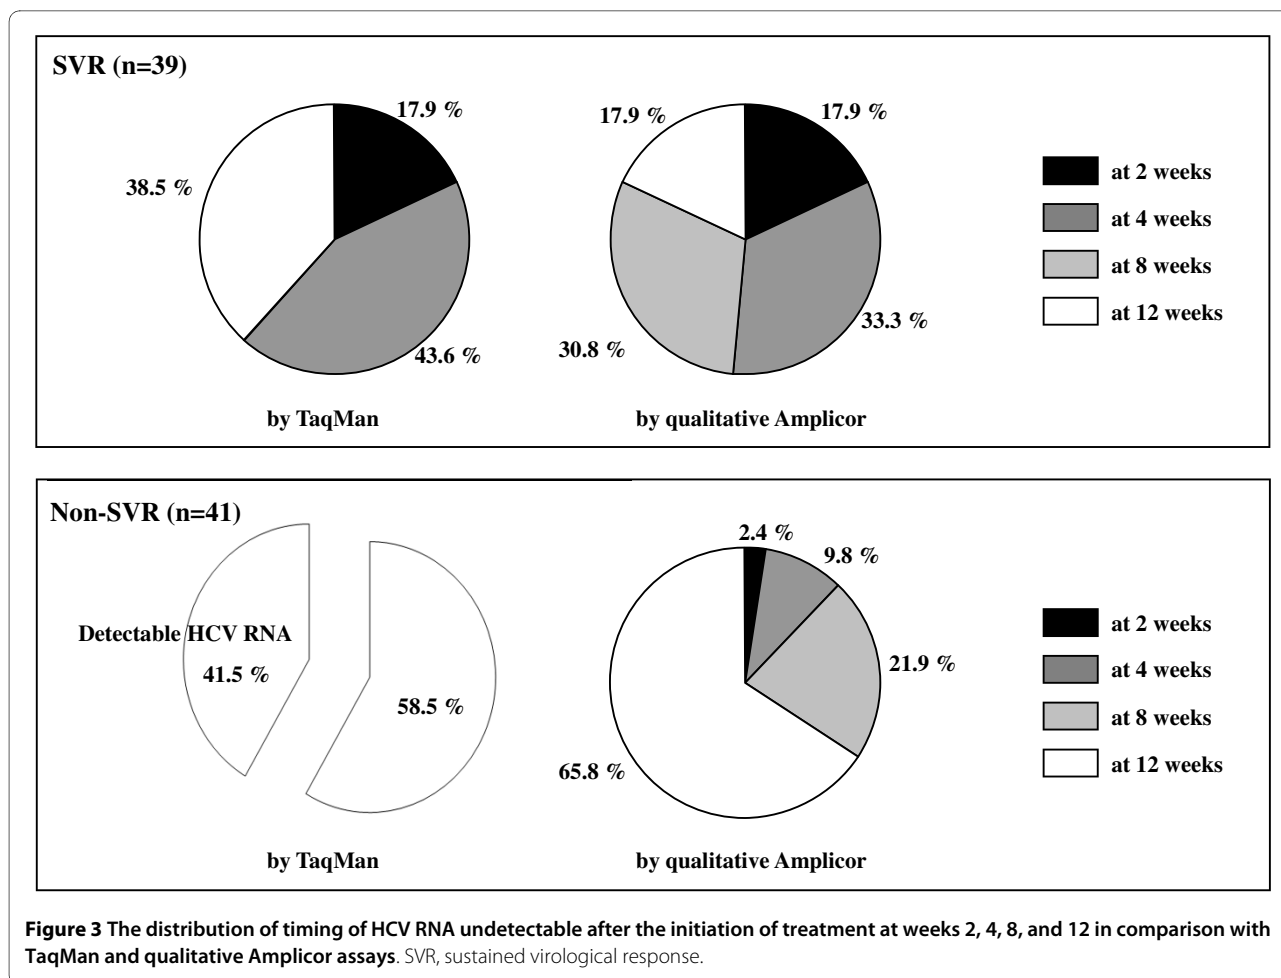 SVR (n=39)
17.9 %
38.5 %
43.6 %
by TaqMan
17.9 %
17.9 %
30.8 %
33.3 %
by qualitative Amplicor
at 2 weeks
at 4 weeks
at 8 weeks
at 12 weeks
Non-SVR (n=41)
Detectable HCV RNA
41.5 %
58.5 %
by TaqMan
2.4 %
9.8 %
21.9 %
65.8 %
by qualitative Amplicor
at 2 weeks
at 4 weeks
at 8 weeks
at 12 weeks
Figure 3 The distribution of timing of HCV RNA undetectable after the initiation of treatment at weeks 2, 4, 8, and 12 in comparison with
TaqMan and qualitative Amplicor assays. SVR, sustained virological response.